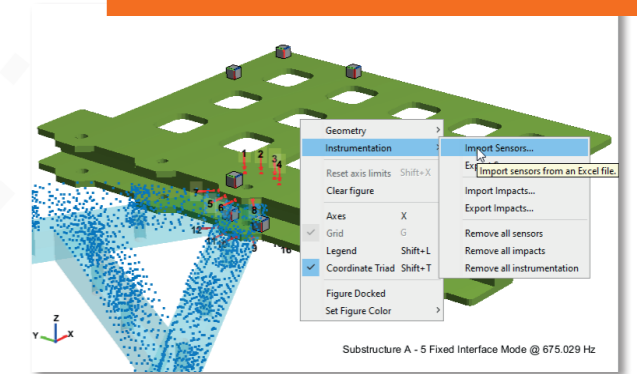 1 2 3
4
7
5 6 8
12
9
16
Geometry
Instrumentation
Reset axis limits Shift+X
Clear figure
Axes X
Grid G
Legend Shift+L
Coordinate Triad Shift+T
Figure Docked
Set Figure Color
Import Sensors...
Import sensors from an Excel file.
Import Impacts...
Export Impacts...
Remove all sensors
Remove all impacts
Remove all instrumentation
Z
Y X
Substructure A - 5 Fixed Interface Mode @ 675.029 Hz